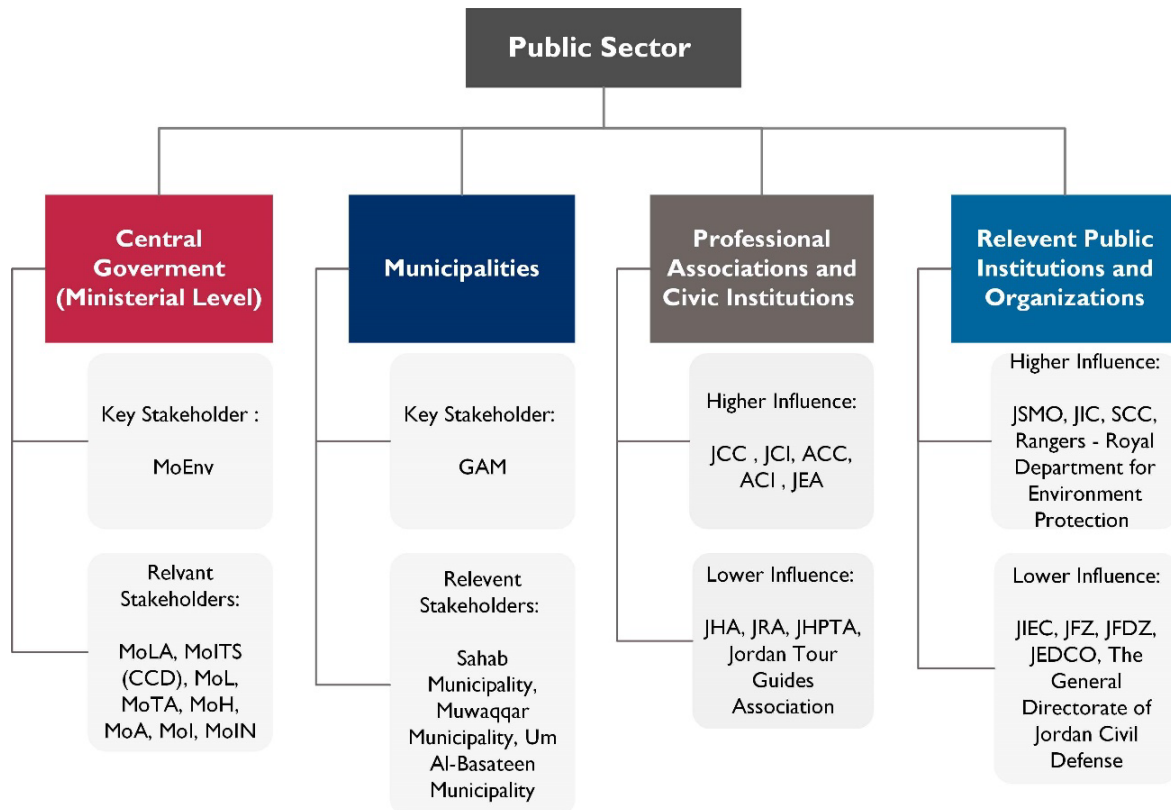 Public Sector
Central
Goverment
(Ministerial Level)
Key Stakeholder :
MoEnv
Relvant
Stakeholders:
MoLA, MoITS
(CCD), MoL,
MoTA, MoH,
MoA, MoI, MoIN
Municipalities
Key Stakeholder:
GAM
Relevent
Stakeholders:
Sahab
Municipality,
Muwaqqar
Municipality, Um
Al-Basateen
Municipality
Professional
Associations and
Civic Institutions
Higher Influence:
JCC , JCI, ACC,
ACI , JEA
Lower Influence:
JHA, JRA, JHPTA,
Jordan Tour
Guides
Association
Relevent Public
Institutions and
Organizations
Higher Influence:
JSMO, JIC, SCC,
Rangers - Royal
Department for
Environment
Protection
Lower Influence:
JIEC, JFZ, JFDZ,
JEDCO, The
General
Directorate of
Jordan Civil
Defense